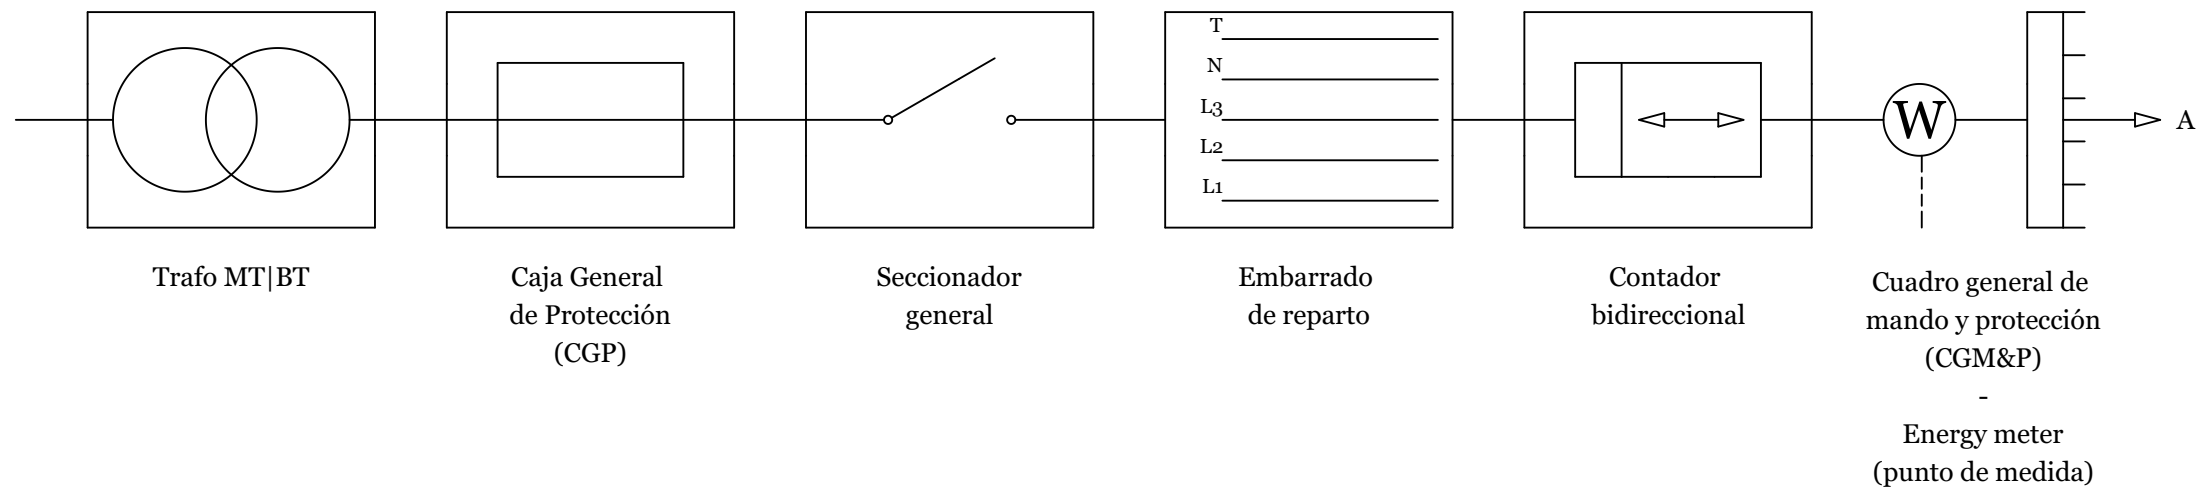 T
N
L3
L2
L1
W
A
Trafo MT|BT
Caja General
de Protección
(CGP)
Seccionador
general
Embarrado
de reparto
Contador
bidireccional
Cuadro general de
mando y protección
(CGM&P)
-
Energy meter
(punto de medida)